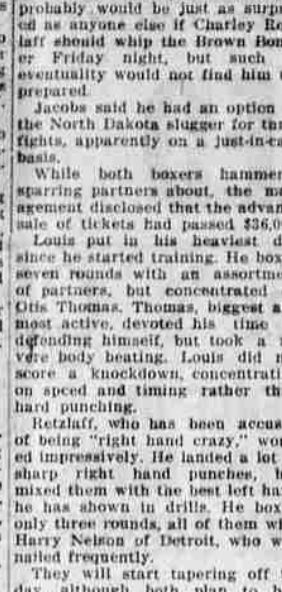 probably would be just as surpr
ed as anyone else if Charley Re
laff should whip the Brown Bom
er Friday night, but such
eventuality would not find him u
prepared.
Jacobs said he had an option
the North Dakota slugger for thr
fights, apparently on a just-in-ca
basis.
While both boxers hammer
sparring partners about, the ma
agement disclosed that the advan
sale of tickets had passed $36,0
Louis put in his heaviest d
since he started training. He box
seven rounds with an assortme
of partners, but concentrated
Otis Thomas. Thomas, biggest a
most active, devoted his time
defending himself, but took a s
vere body beating. Louis did n
score a knockdown, concentrati
on speed and timing rather th
hard punching.
Retzlaff, who has been accus
of being "right hand crazy," wor
ed impressively. He landed a lot
sharp right hand punches, b
mixed them with the best left ha
he has shown in drills. He box
only three rounds, all of them wi
Harry Nelson of Detroit, who w
nailed frequently.
They will start tapering off t
day, although both plan to b